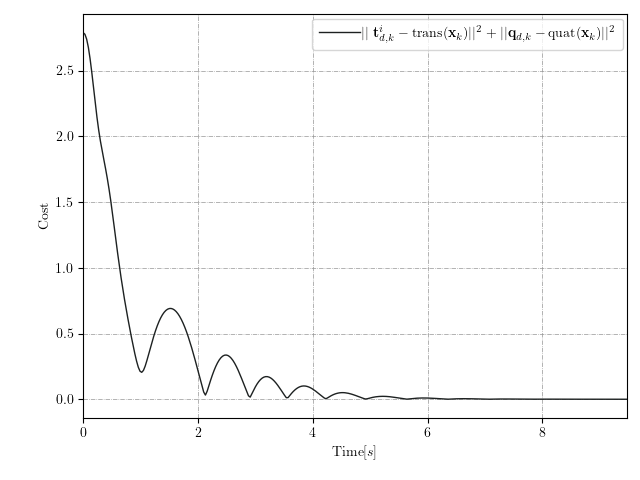 || t^i_{d,k} − trans(x_k)||^2 + ||q_{d,k} − quat(x_k)||^2
2.5
2.0
1.5
1.0
0.5
0.0
Cost
0 2 4 6 8
Time[s]